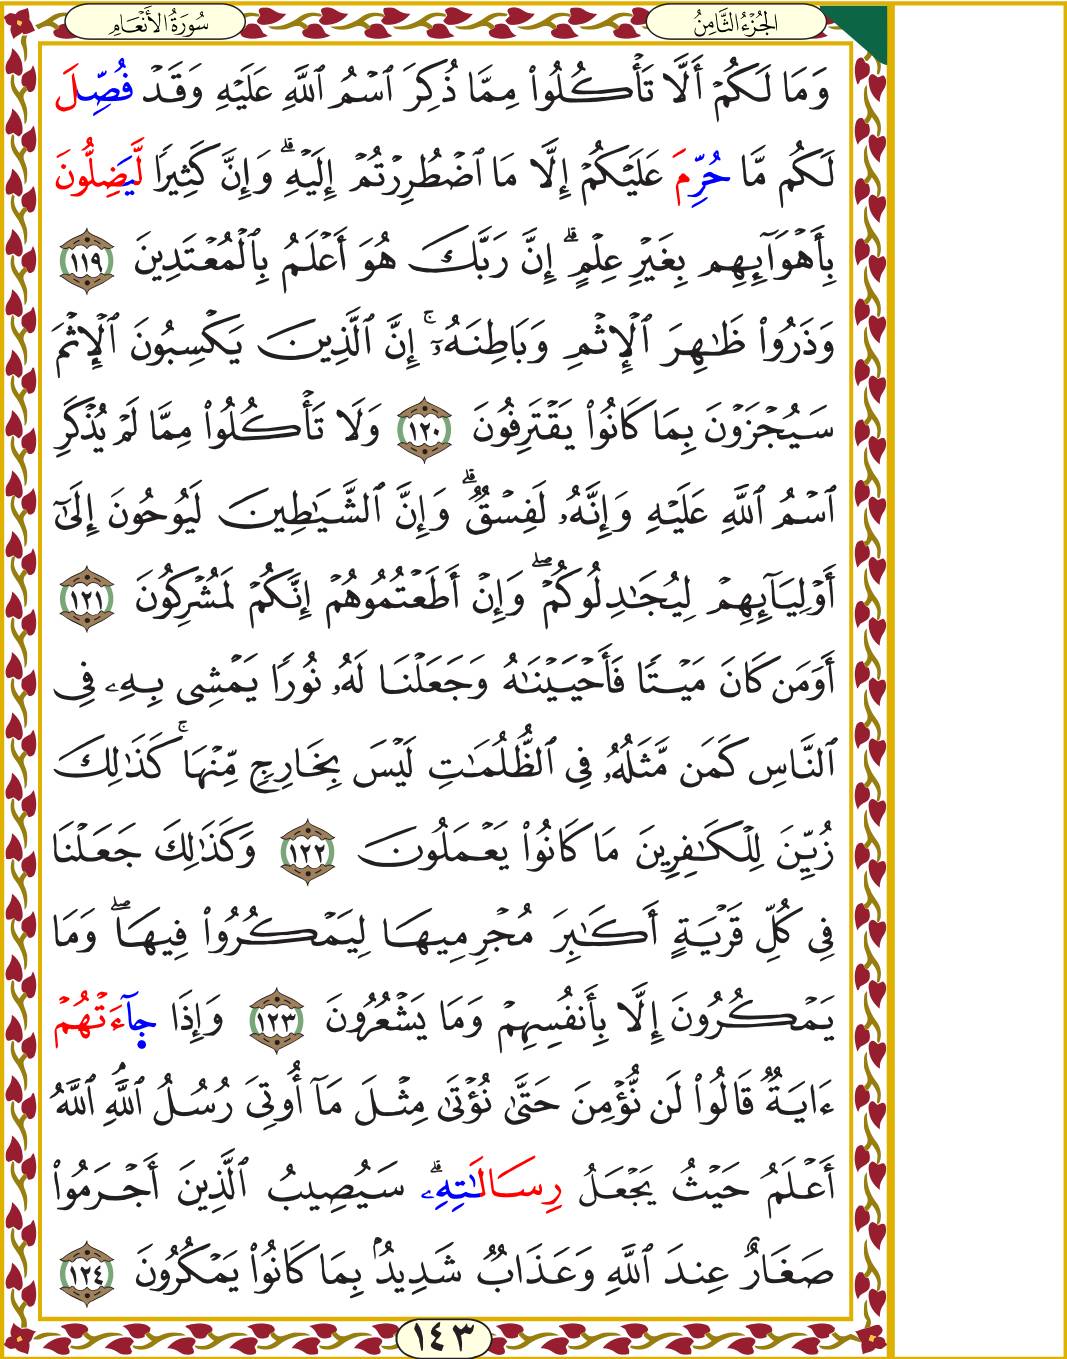 الجُزْءُ الثَّامِنُ
سُورَةُ الأَنْعَامِ
وَمَا لَكُمْ أَلَّا تَأْكُلُوا۟ مِمَّا ذُكِرَ ٱسْمُ ٱللَّهِ عَلَيْهِ وَقَدْ فُصِّلَ
لَكُم مَّا حُرِّمَ عَلَيْكُمْ إِلَّا مَا ٱضْطُرِرْتُمْ إِلَيْهِ ۗ وَإِنَّ كَثِيرًا لَّيَضِلُّونَ
بِأَهْوَآئِهِم بِغَيْرِ عِلْمٍ ۗ إِنَّ رَبَّكَ هُوَ أَعْلَمُ بِٱلْمُعْتَدِينَ ١١٩
وَذَرُوا۟ ظَٰهِرَ ٱلْإِثْمِ وَبَاطِنَهُۥٓ ۚ إِنَّ ٱلَّذِينَ يَكْسِبُونَ ٱلْإِثْمَ
سَيُجْزَوْنَ بِمَا كَانُوا۟ يَقْتَرِفُونَ ١٢٠ وَلَا تَأْكُلُوا۟ مِمَّا لَمْ يُذْكَرِ
ٱسْمُ ٱللَّهِ عَلَيْهِ وَإِنَّهُۥ لَفِسْقٌ ۗ وَإِنَّ ٱلشَّيَٰطِينَ لَيُوحُونَ إِلَىٰٓ
أَوْلِيَآئِهِمْ لِيُجَٰدِلُوكُمْ ۖ وَإِنْ أَطَعْتُمُوهُمْ إِنَّكُمْ لَمُشْرِكُونَ ١٢١
أَوَمَن كَانَ مَيْتًا فَأَحْيَيْنَٰهُ وَجَعَلْنَا لَهُۥ نُورًا يَمْشِى بِهِۦ فِى
ٱلنَّاسِ كَمَن مَّثَلُهُۥ فِى ٱلظُّلُمَٰتِ لَيْسَ بِخَارِجٍ مِّنْهَا ۚ كَذَٰلِكَ
زُيِّنَ لِلْكَٰفِرِينَ مَا كَانُوا۟ يَعْمَلُونَ ١٢٢ وَكَذَٰلِكَ جَعَلْنَا
فِى كُلِّ قَرْيَةٍ أَكَٰبِرَ مُجْرِمِيهَا لِيَمْكُرُوا۟ فِيهَا ۖ وَمَا
يَمْكُرُونَ إِلَّا بِأَنفُسِهِمْ وَمَا يَشْعُرُونَ ١٢٣ وَإِذَا جَآءَتْهُمْ
ءَايَةٌ قَالُوا۟ لَن نُّؤْمِنَ حَتَّىٰ نُؤْتَىٰ مِثْلَ مَآ أُوتِىَ رُسُلُ ٱللَّهِ ۘ ٱللَّهُ
أَعْلَمُ حَيْثُ يَجْعَلُ رِسَالَٰتِهِۦ ۗ سَيُصِيبُ ٱلَّذِينَ أَجْرَمُوا۟
صَغَارٌ عِندَ ٱللَّهِ وَعَذَابٌ شَدِيدٌۢ بِمَا كَانُوا۟ يَمْكُرُونَ ١٢٤
١٤٣